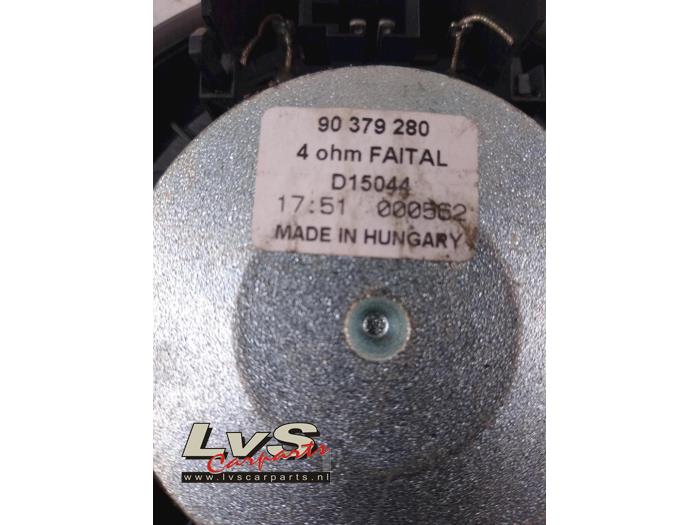 90 379 280
4 ohm FAITAL
D15044
17:51 000562
MADE IN HUNGARY
LvS
Carparts
www.lvscarparts.nl